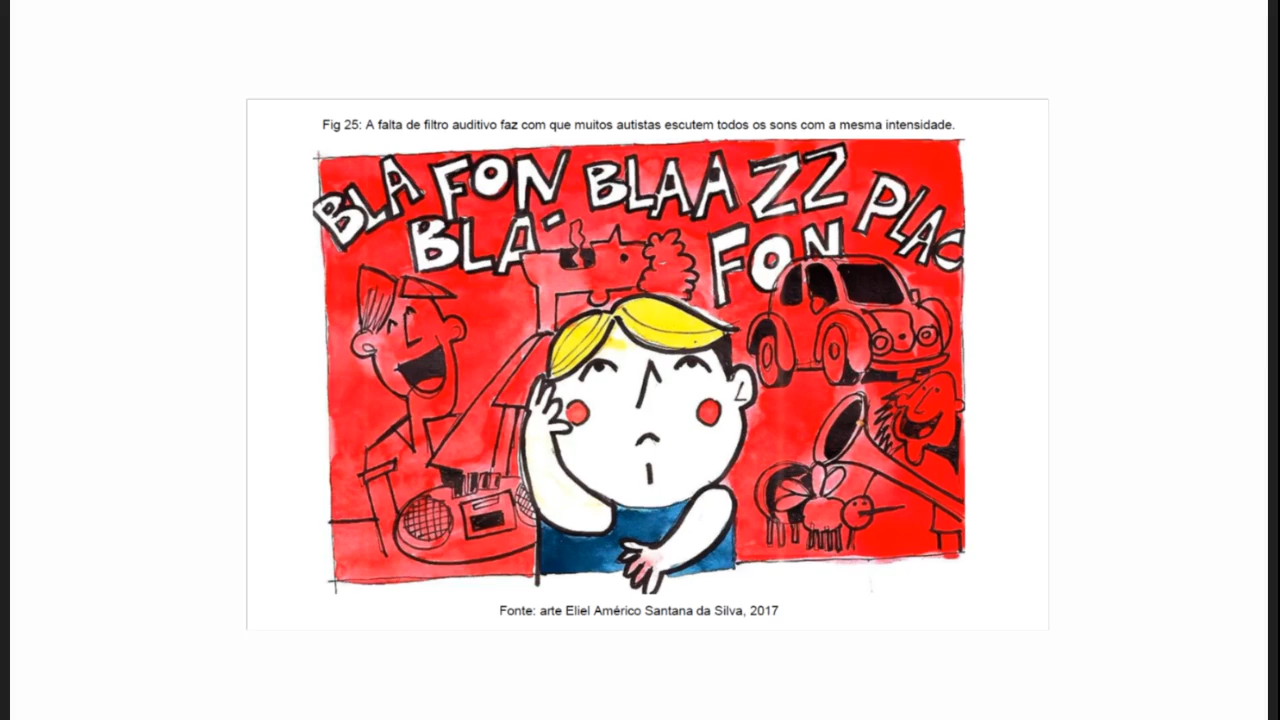 Fig 25: A falta de filtro auditivo faz com que muitos autistas escutem todos os sons com a mesma intensidade.
BLA FON BLAA ZZ PLAC
BLA- FON
Fonte: arte Eliel Américo Santana da Silva, 2017